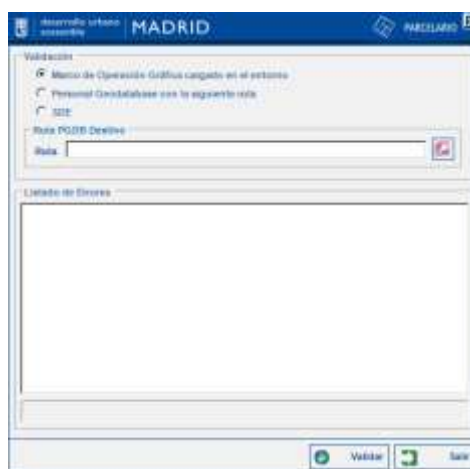 desarrollo urbano
sostenible
MADRID
PARCELARIO
Validación
Marco de Operación Gráfica cargado en el entorno
Personal Geodatabase con la siguiente ruta
SDE
Ruta PGDB Destino
Ruta
Listado de Errores
Validar
Salir